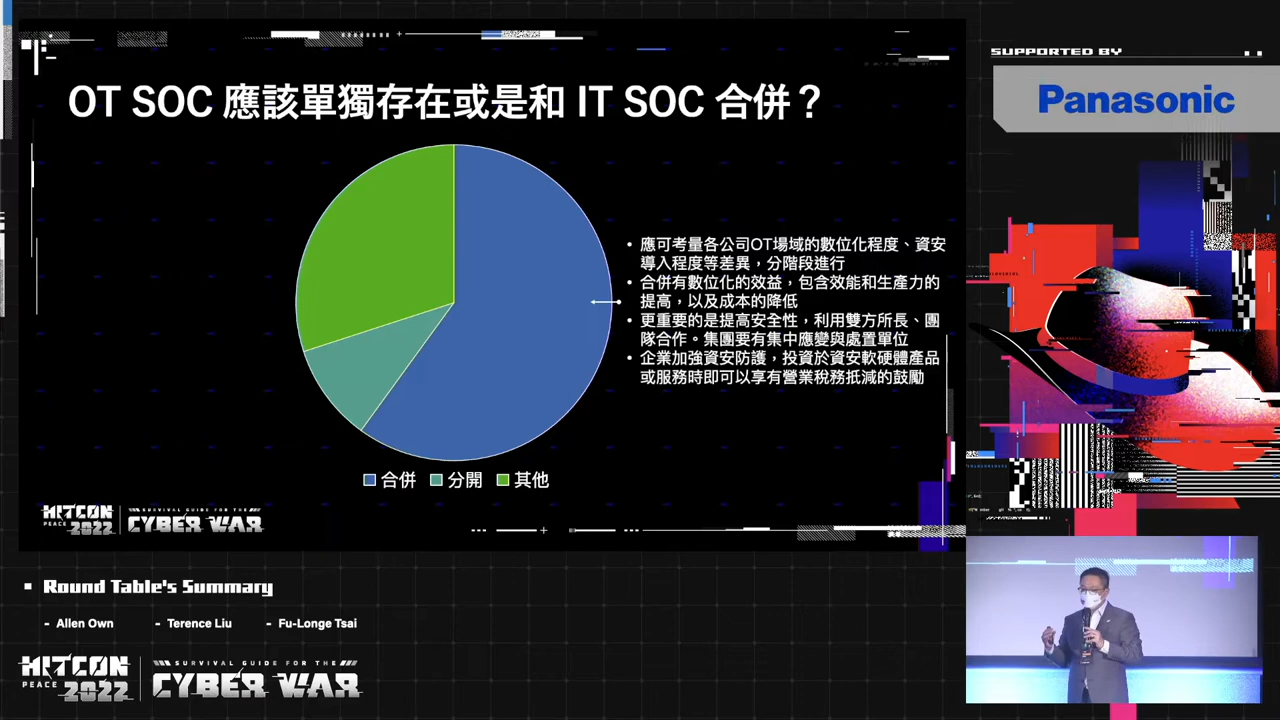 OT SOC 應該單獨存在或是和 IT SOC 合併？
• 應可考量各公司OT場域的數位化程度、資安
導入程度等差異，分階段進行
• 合併有數位化的效益，包含效能和生產力的
提高，以及成本的降低
• 更重要的是提高安全性，利用雙方所長、團
隊合作。集團要有集中應變與處置單位
• 企業加強資安防護，投資於資安軟硬體產品
或服務時即可以享有營業稅務抵減的鼓勵
合併 分開 其他
HITCON
PEACE 2022
SURVIVAL GUIDE FOR THE
CYBER WAR
SUPPORTED BY
Panasonic
Round Table's Summary
- Allen Own - Terence Liu - Fu-Longe Tsai
HITCON
PEACE 2022
SURVIVAL GUIDE FOR THE
CYBER WAR